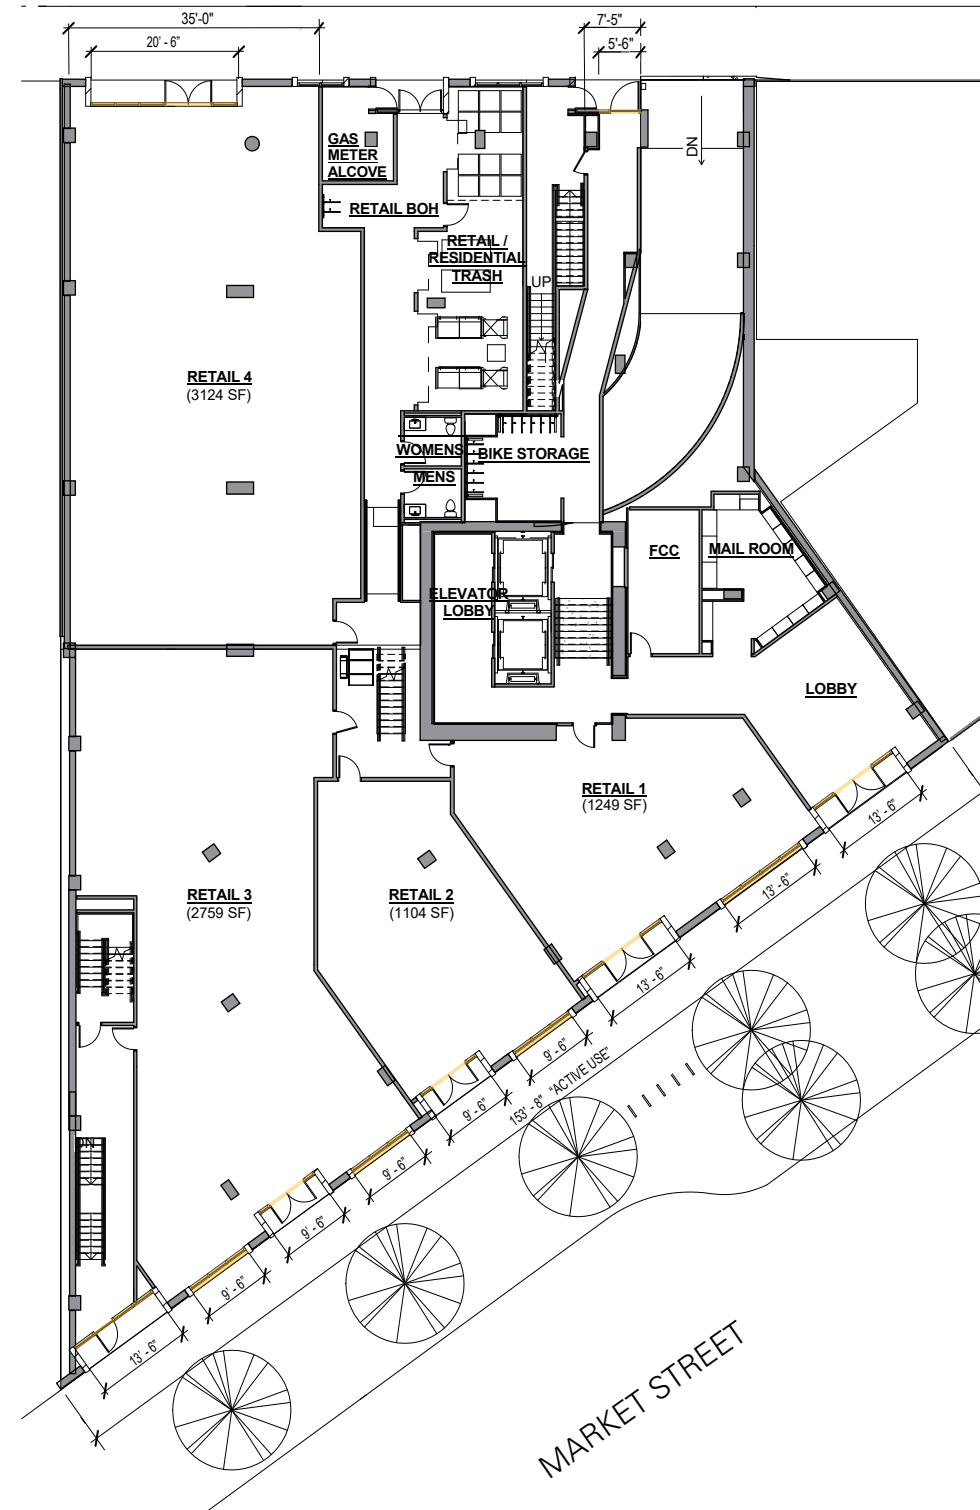 35'-0"
7'-5"
20' - 6"
5'-6"
GAS
METER
ALCOVE
DN
RETAIL BOH
RETAIL /
RESIDENTIAL
TRASH
UP
RETAIL 4
(3124 SF)
WOMENS
BIKE STORAGE
MENS
FCC
MAIL ROOM
ELEVATOR
LOBBY
LOBBY
RETAIL 1
(1249 SF)
13' - 6"
RETAIL 3
(2759 SF)
RETAIL 2
(1104 SF)
13' - 6"
13' - 6"
9' - 6"
153' - 8" "ACTIVE USE"
9' - 6"
DN
9' - 6"
9' - 6"
9' - 6"
13' - 6"
MARKET STREET